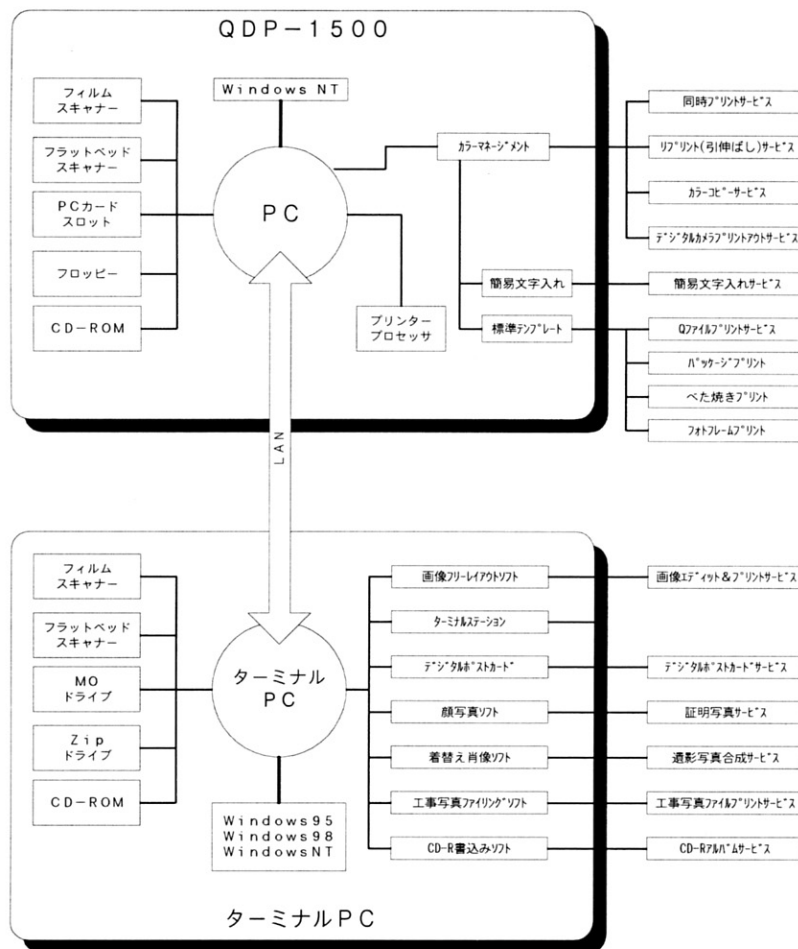 QDP-1500
フィルム
スキャナー
フラットベッド
スキャナー
PCカード
スロット
フロッピー
CD-ROM
Windows NT
PC
プリンター
プロセッサ
カラーマネージメント
簡易文字入れ
標準テンプレート
同時プリントサービス
リプリント(引伸ばし)サービス
カラーコピーサービス
デジタルカメラプリントアウトサービス
簡易文字入れサービス
Qファイルプリントサービス
パッケージプリント
べた焼きプリント
フォトフレームプリント
LAN
フィルム
スキャナー
フラットベッド
スキャナー
MO
ドライブ
Zip
ドライブ
CD-ROM
ターミナル
PC
Windows95
Windows98
WindowsNT
画像フリーレイアウトソフト
ターミナルステーション
デジタルポストカード
顔写真ソフト
着替え肖像ソフト
工事写真ファイリングソフト
CD-R書込みソフト
画像エディット&プリントサービス
デジタルポストカードサービス
証明写真サービス
遺影写真合成サービス
工事写真ファイルプリントサービス
CD-Rアルバムサービス
ターミナルPC